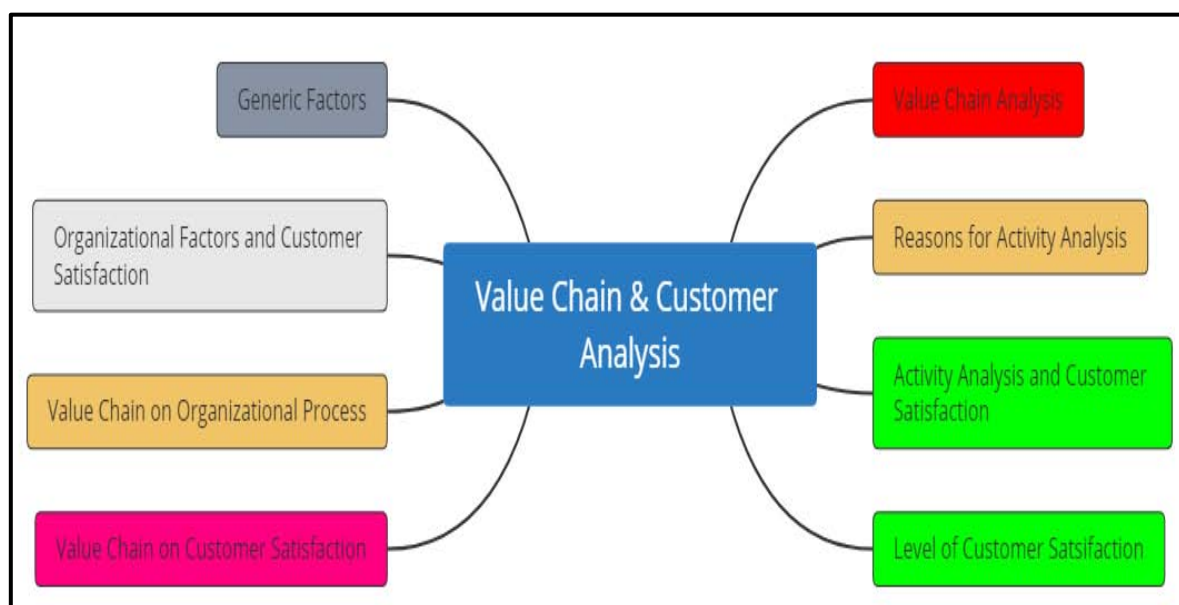 Generic Factors
Organizational Factors and Customer
Satisfaction
Value Chain on Organizational Process
Value Chain on Customer Satisfaction
Value Chain & Customer
Analysis
Value Chain Analysis
Reasons for Activity Analysis
Activity Analysis and Customer
Satisfaction
Level of Customer Satsifaction